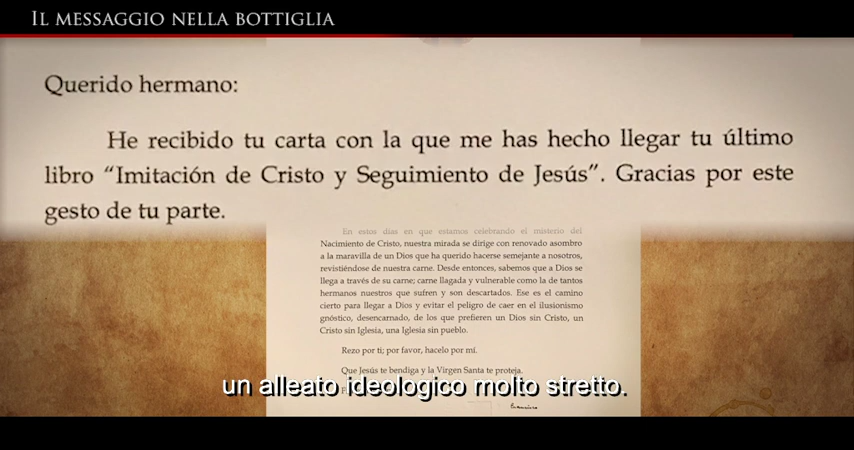 IL MESSAGGIO NELLA BOTTIGLIA
Querido hermano:
He recibido tu carta con la que me has hecho llegar tu último
libro “Imitación de Cristo y Seguimiento de Jesús”. Gracias por este
gesto de tu parte.
En estos días en que estamos celebrando el misterio del
Nacimiento de Cristo, nuestra mirada se dirige con renovado asombro
a la maravilla de un Dios que ha querido hacerse semejante a nosotros,
revistiéndose de nuestra carne. Desde entonces, sabemos que a Dios se
llega a través de su carne; carne llagada y vulnerable como la de tantos
hermanos nuestros que sufren y son descartados. Ese es el camino
cierto para llegar a Dios y evitar el peligro de caer en el ilusionismo
gnóstico, desencarnado, de los que prefieren un Dios sin Cristo, un
Cristo sin Iglesia, una Iglesia sin pueblo.
Rezo por ti; por favor, hacelo por mí.
Que Jesús te bendiga y la Virgen Santa te proteja.
un alleato ideologico molto stretto.
Francisco